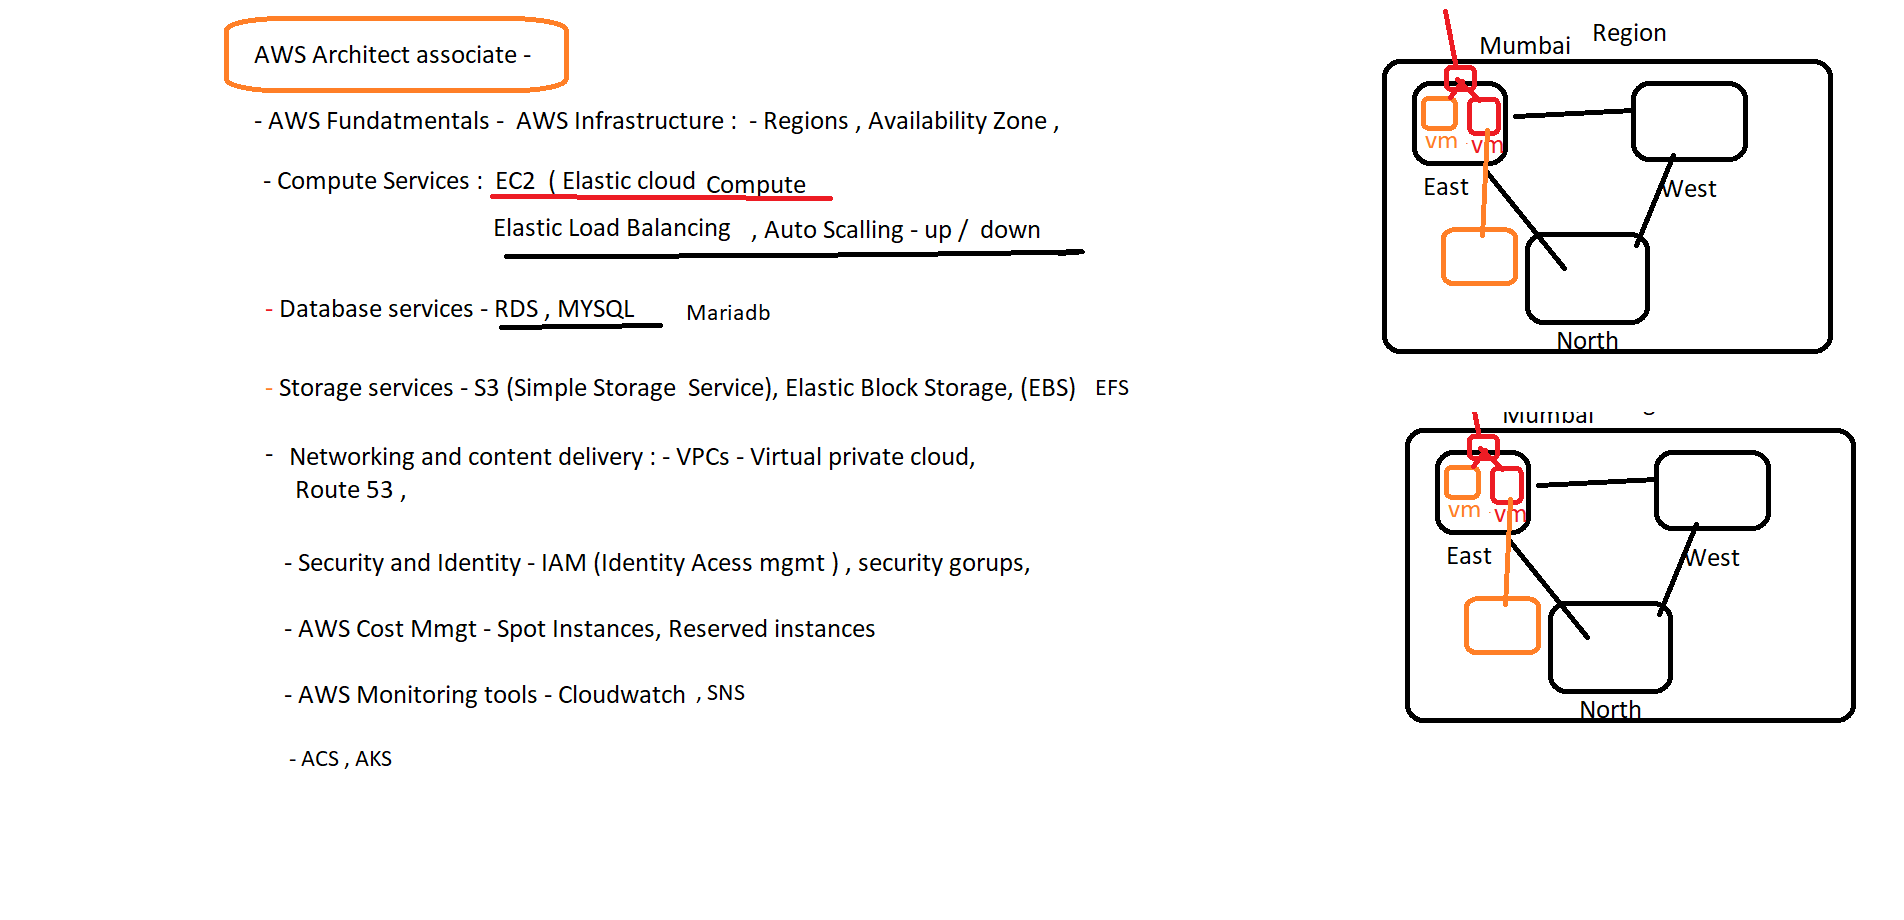 AWS Architect associate -
- AWS Fundatmentals - AWS Infrastructure : - Regions , Availability Zone ,
- Compute Services : EC2 ( Elastic cloud Compute
Elastic Load Balancing , Auto Scalling - up / down
- Database services - RDS , MYSQL Mariadb
- Storage services - S3 (Simple Storage Service), Elastic Block Storage, (EBS) EFS
- Networking and content delivery : - VPCs - Virtual private cloud,
Route 53 ,
- Security and Identity - IAM (Identity Acess mgmt ) , security gorups,
- AWS Cost Mmgt - Spot Instances, Reserved instances
- AWS Monitoring tools - Cloudwatch , SNS
- ACS , AKS
Mumbai Region
vm vm
East West
North
Mumbai
vm vm
East West
North